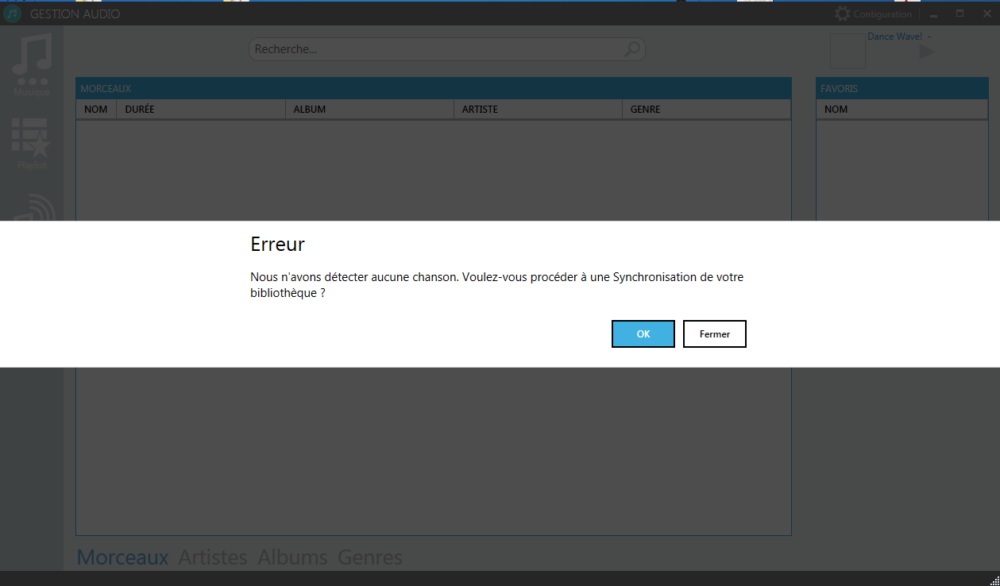 GESTION AUDIO
Configuration
Musique
Playlist
Recherche...
Dance Wave! -
MORCEAUX
NOM DURÉE ALBUM ARTISTE GENRE
FAVORIS
NOM
Erreur
Nous n'avons détecter aucune chanson. Voulez-vous procéder à une Synchronisation de votre
bibliothèque ?
OK Fermer
Morceaux Artistes Albums Genres